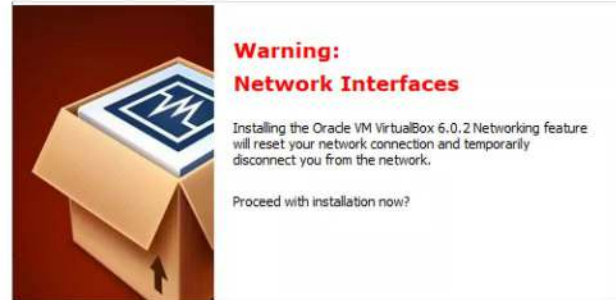 Warning:
Network Interfaces
Installing the Oracle VM VirtualBox 6.0.2 Networking feature
will reset your network connection and temporarily
disconnect you from the network.
Proceed with installation now?